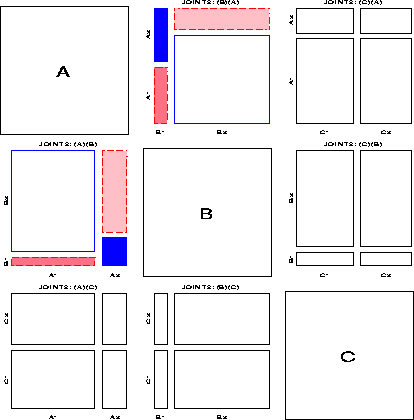 JOINT2: (B)(A)
JOINT2: (C)(A)
A
Ax
A-
Ax
A-
B-
Bx
C-
Cx
JOINT2: (A)(B)
JOINT2: (C)(B)
Bx
B-
B
Bx
B-
A-
Ax
C-
Cx
JOINT2: (A)(C)
JOINT2: (B)(C)
Cx
C-
Cx
C-
C
A-
Ax
B-
Bx